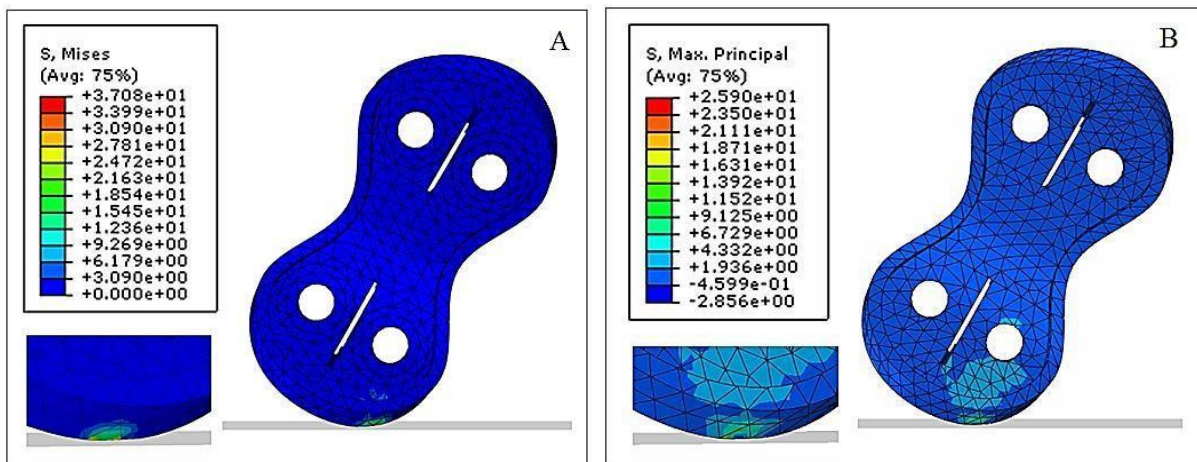 S, Mises
(Avg: 75%)
+3.708e+01
+3.399e+01
+3.090e+01
+2.781e+01
+2.472e+01
+2.163e+01
+1.854e+01
+1.545e+01
+1.236e+01
+9.269e+00
+6.179e+00
+3.090e+00
+0.000e+00
A
S, Max. Principal
(Avg: 75%)
+2.590e+01
+2.350e+01
+2.111e+01
+1.871e+01
+1.631e+01
+1.392e+01
+1.152e+01
+9.125e+00
+6.729e+00
+4.332e+00
+1.936e+00
-4.599e-01
-2.856e+00
B